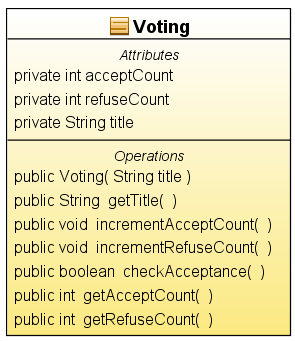 Voting
Attributes
private int acceptCount
private int refuseCount
private String title
Operations
public Voting( String title )
public String getTitle( )
public void incrementAcceptCount( )
public void incrementRefuseCount( )
public boolean checkAcceptance( )
public int getAcceptCount( )
public int getRefuseCount( )